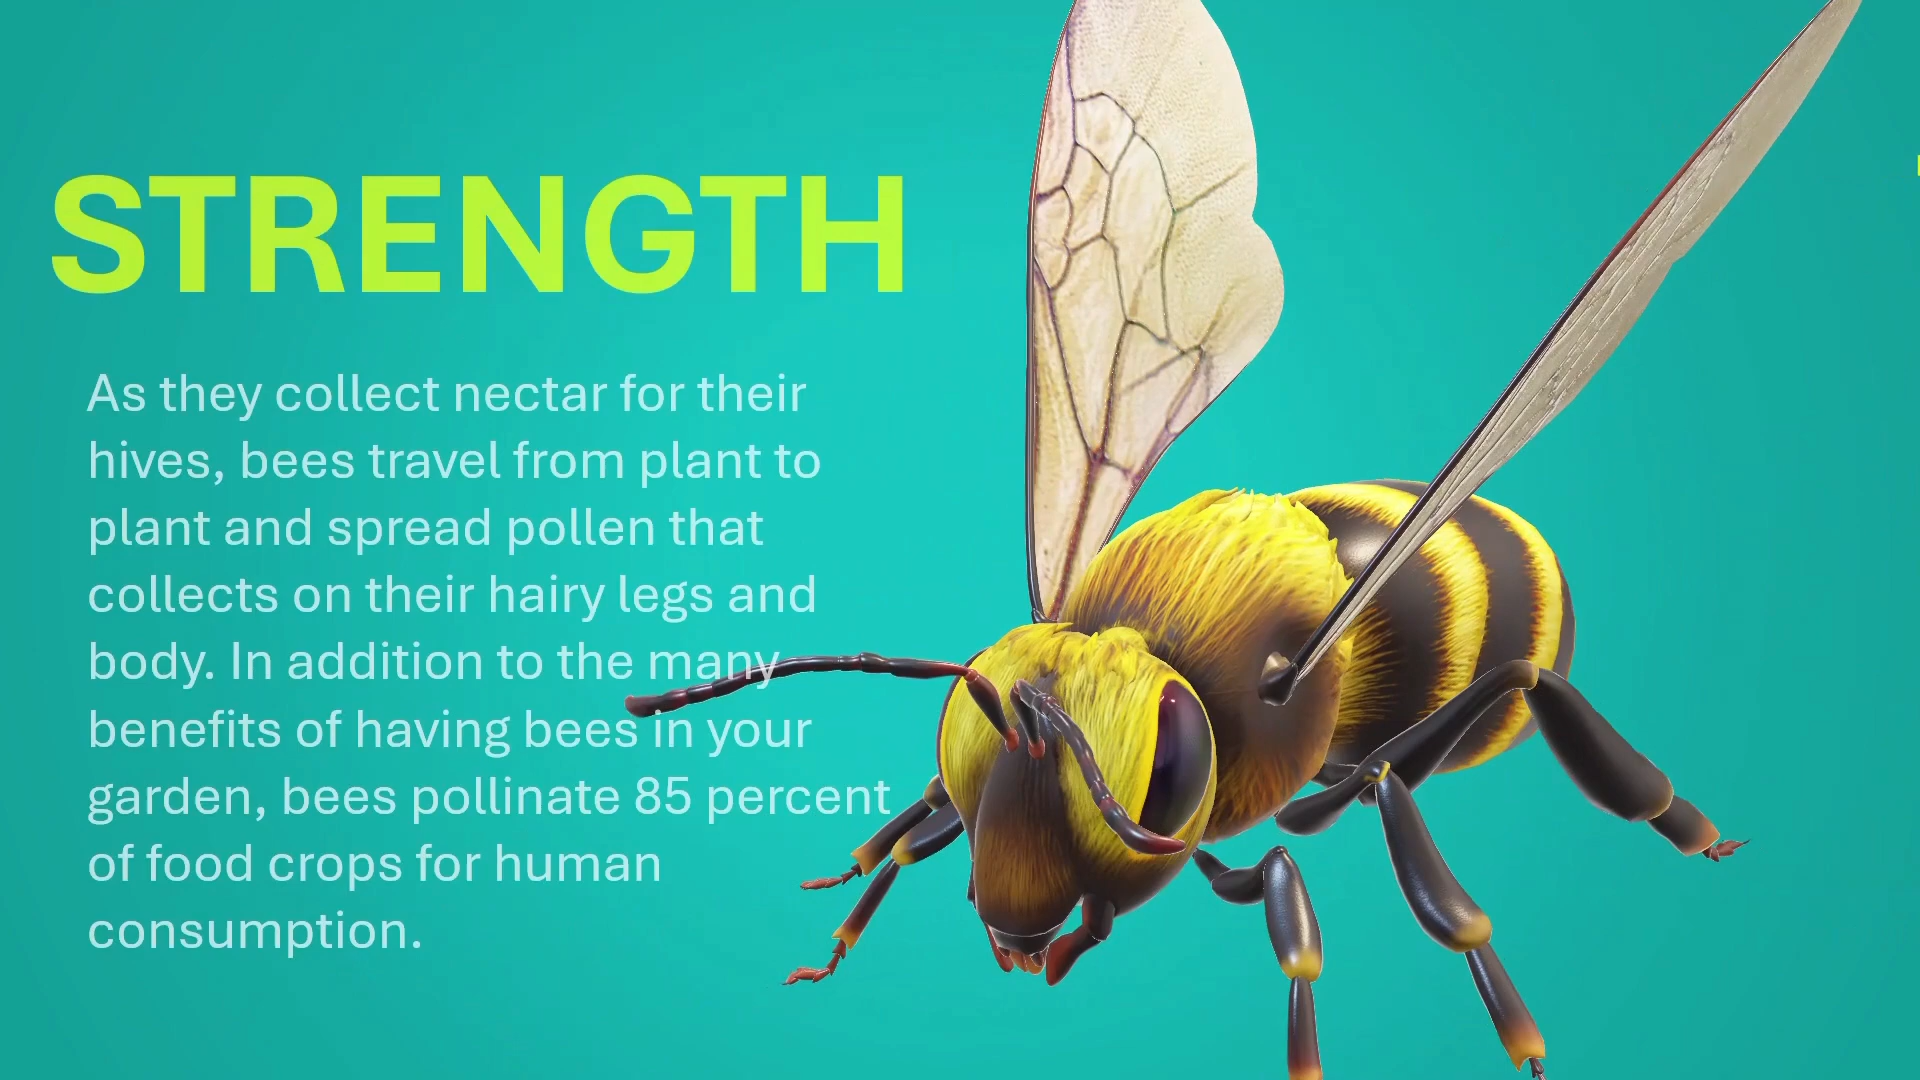 STRENGTH
As they collect nectar for their
hives, bees travel from plant to
plant and spread pollen that
collects on their hairy legs and
body. In addition to the many
benefits of having bees in your
garden, bees pollinate 85 percent
of food crops for human
consumption.